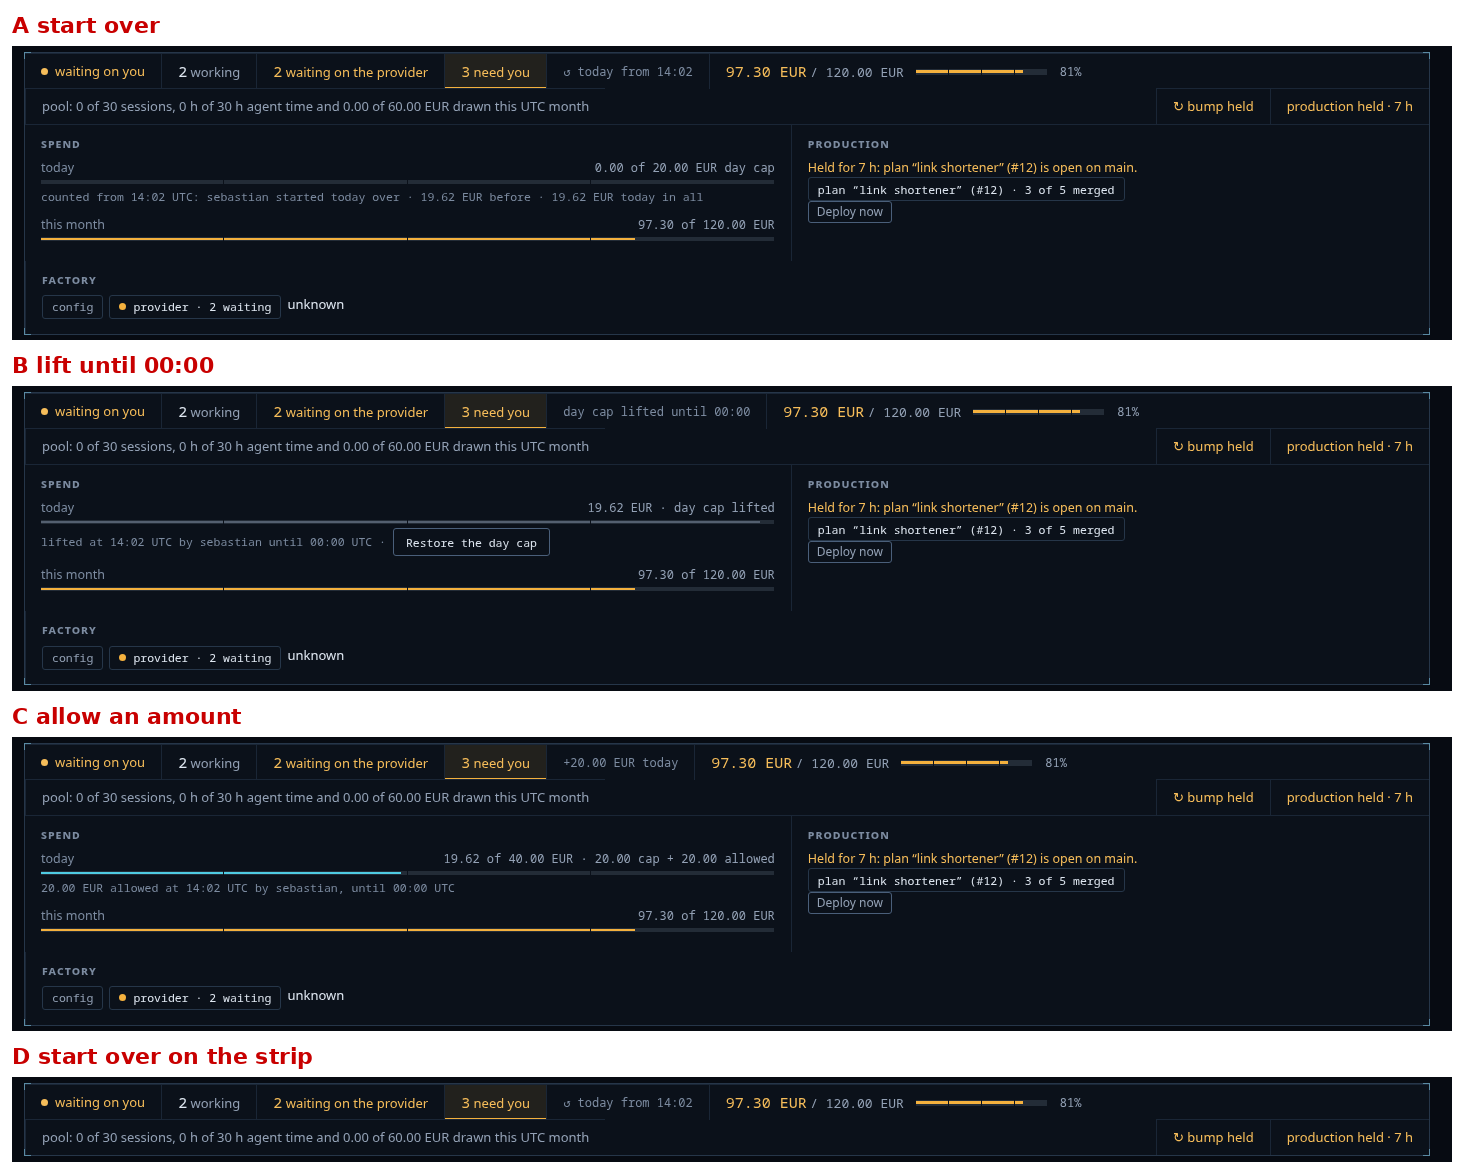 A start over
waiting on you 2 working 2 waiting on the provider 3 need you ↺ today from 14:02 97.30 EUR / 120.00 EUR 81%
pool: 0 of 30 sessions, 0 h of 30 h agent time and 0.00 of 60.00 EUR drawn this UTC month ↻ bump held production held · 7 h
SPEND
today 0.00 of 20.00 EUR day cap
counted from 14:02 UTC: sebastian started today over · 19.62 EUR before · 19.62 EUR today in all
this month 97.30 of 120.00 EUR
PRODUCTION
Held for 7 h: plan “link shortener” (#12) is open on main.
plan “link shortener” (#12) · 3 of 5 merged
Deploy now
FACTORY
config provider · 2 waiting unknown
B lift until 00:00
waiting on you 2 working 2 waiting on the provider 3 need you day cap lifted until 00:00 97.30 EUR / 120.00 EUR 81%
pool: 0 of 30 sessions, 0 h of 30 h agent time and 0.00 of 60.00 EUR drawn this UTC month ↻ bump held production held · 7 h
SPEND
today 19.62 EUR · day cap lifted
lifted at 14:02 UTC by sebastian until 00:00 UTC · Restore the day cap
this month 97.30 of 120.00 EUR
PRODUCTION
Held for 7 h: plan “link shortener” (#12) is open on main.
plan “link shortener” (#12) · 3 of 5 merged
Deploy now
FACTORY
config provider · 2 waiting unknown
C allow an amount
waiting on you 2 working 2 waiting on the provider 3 need you +20.00 EUR today 97.30 EUR / 120.00 EUR 81%
pool: 0 of 30 sessions, 0 h of 30 h agent time and 0.00 of 60.00 EUR drawn this UTC month ↻ bump held production held · 7 h
SPEND
today 19.62 of 40.00 EUR · 20.00 cap + 20.00 allowed
20.00 EUR allowed at 14:02 UTC by sebastian, until 00:00 UTC
this month 97.30 of 120.00 EUR
PRODUCTION
Held for 7 h: plan “link shortener” (#12) is open on main.
plan “link shortener” (#12) · 3 of 5 merged
Deploy now
FACTORY
config provider · 2 waiting unknown
D start over on the strip
waiting on you 2 working 2 waiting on the provider 3 need you ↺ today from 14:02 97.30 EUR / 120.00 EUR 81%
pool: 0 of 30 sessions, 0 h of 30 h agent time and 0.00 of 60.00 EUR drawn this UTC month ↻ bump held production held · 7 h